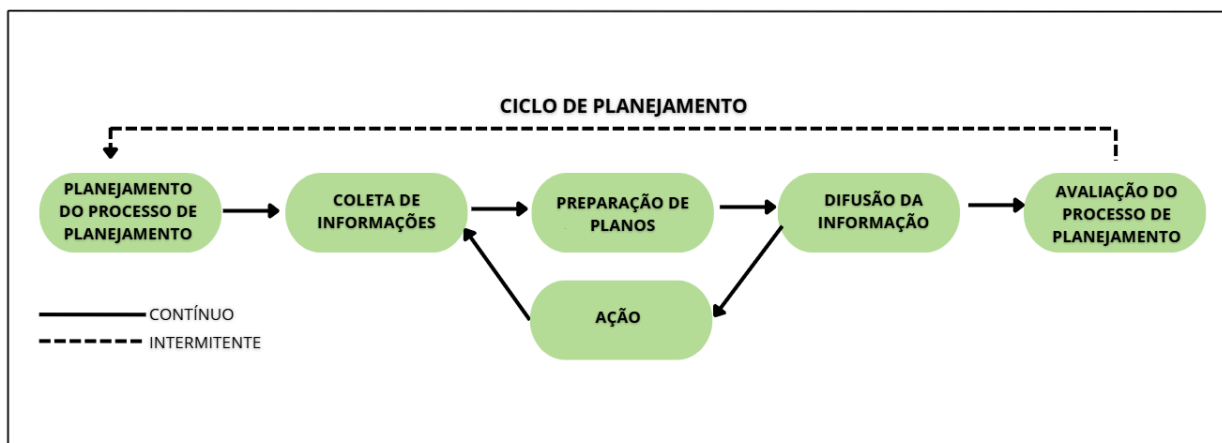 CICLO DE PLANEJAMENTO
PLANEJAMENTO
DO PROCESSO DE
PLANEJAMENTO
COLETA DE
INFORMAÇÕES
PREPARAÇÃO DE
PLANOS
DIFUSÃO DA
INFORMAÇÃO
AVALIAÇÃO DO
PROCESSO DE
PLANEJAMENTO
AÇÃO
CONTÍNUO
INTERMITENTE